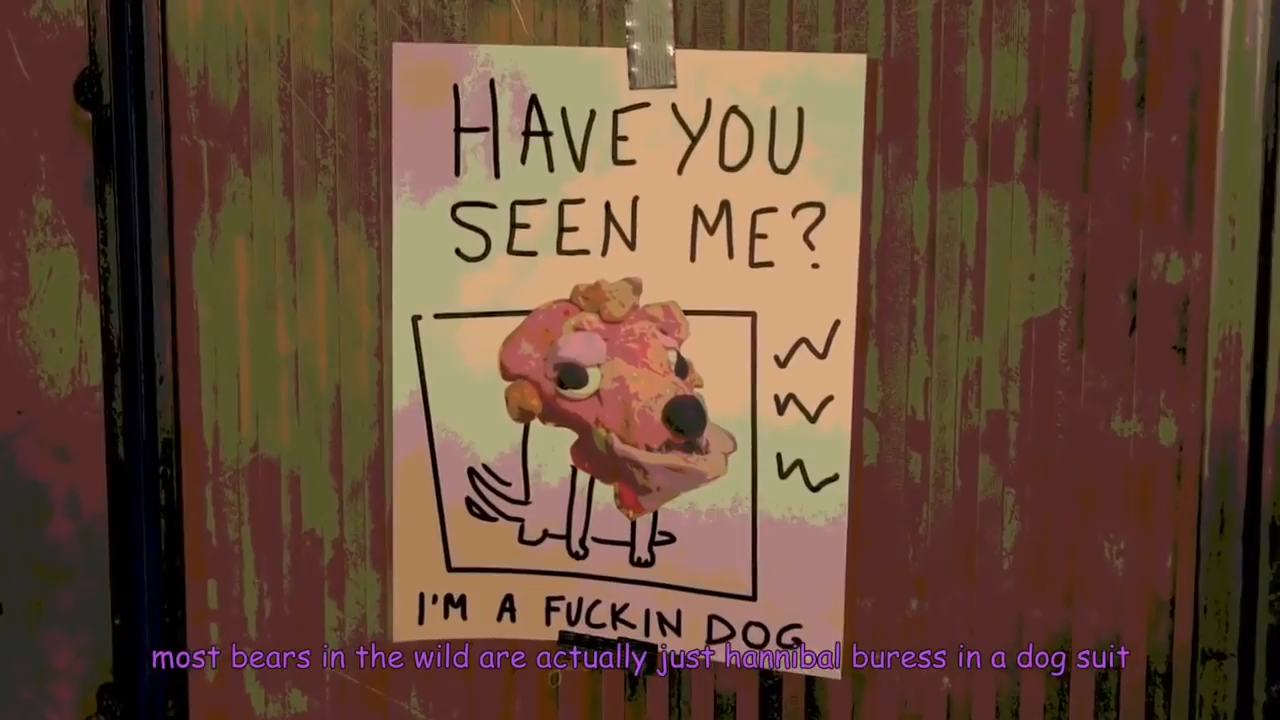 HAVE YOU
SEEN ME?
I'M A FUCKIN DOG
most bears in the wild are actually just hannibal buress in a dog suit